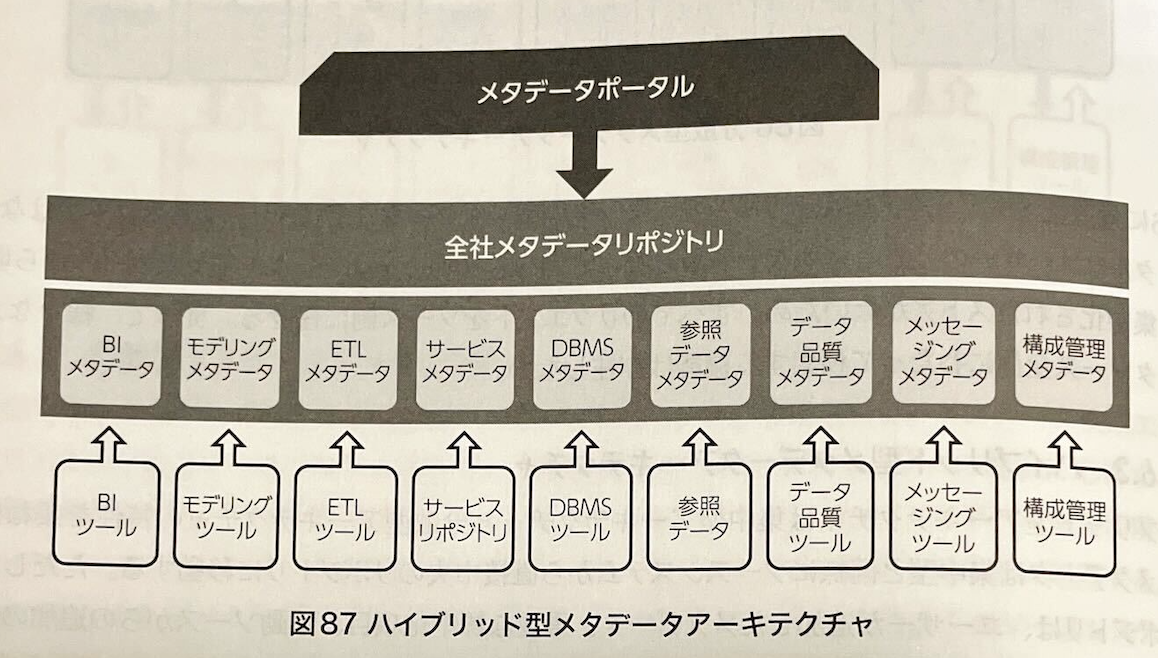 メタデータポータル
全社メタデータリポジトリ
BI
メタデータ
モデリング
メタデータ
ETL
メタデータ
サービス
メタデータ
DBMS
メタデータ
参照
データ
メタデータ
データ
品質
メタデータ
メッセー
ジング
メタデータ
構成管理
メタデータ
BI
ツール
モデリング
ツール
ETL
ツール
サービス
リポジトリ
DBMS
ツール
参照
データ
データ
品質
ツール
メッセー
ジング
ツール
構成管理
ツール
図87 ハイブリッド型メタデータアーキテクチャ